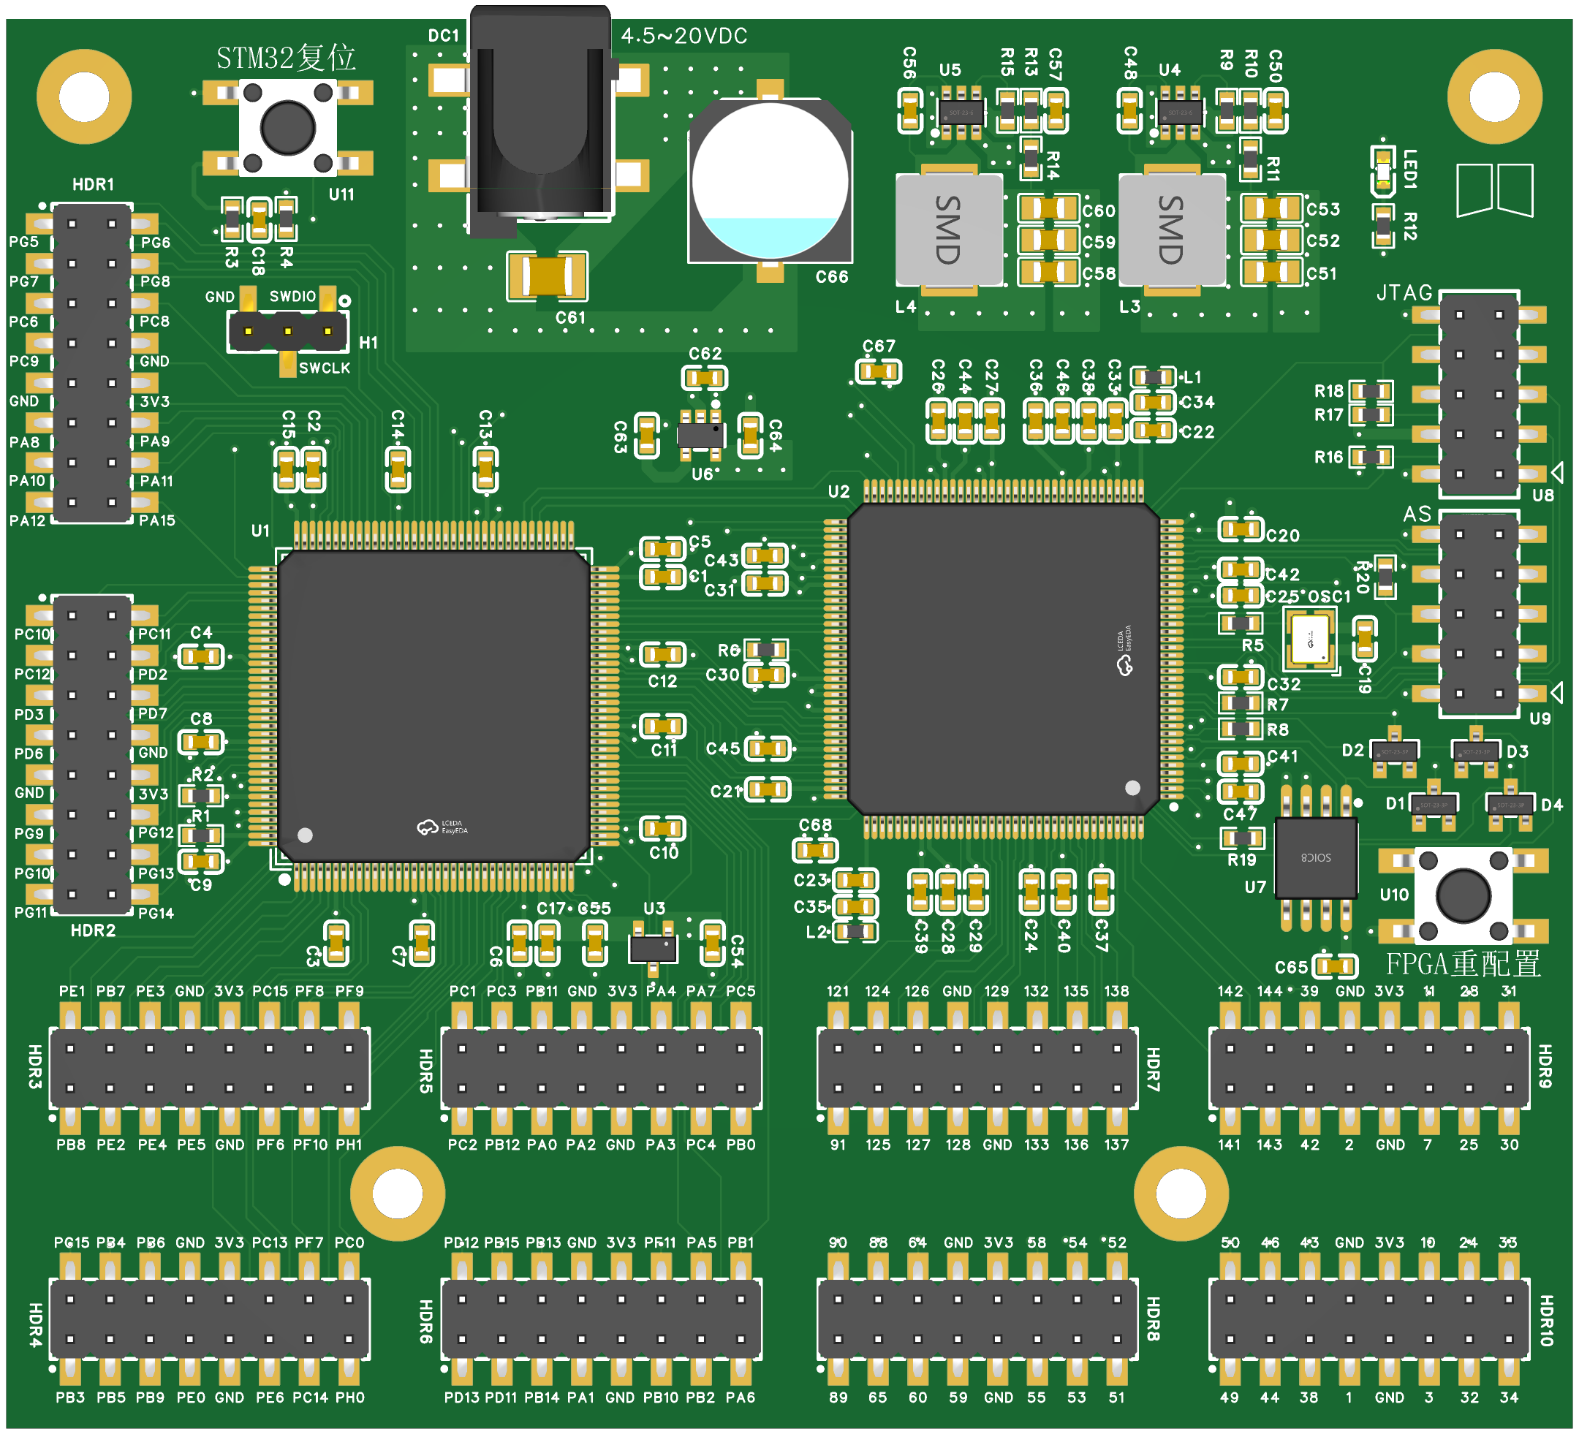 STM32复位
DC1
4.5~20VDC
C56
U5
R15
R13
C57
C48
U4
R9
R10
C50
U11
R14
R11
LED1
R12
HDR1
PG5
PG6
PG7
PG8
PC6
PC8
PC9
GND
GND
3V3
PA8
PA9
PA10
PA11
PA12
PA15
R3
C18
R4
GND
SWDIO
H1
SWCLK
C61
C66
SMD
L4
C60
C59
C58
SMD
L3
C53
C52
C51
JTAG
R18
R17
R16
U8
C62
C63
C64
U6
C67
C26
C44
C27
C36
C46
C38
C33
L1
C34
C22
C15
C2
C14
C13
U1
U2
C5
C1
C43
C31
C12
R6
C30
C11
C45
C21
C10
LCEDA
EasyEDA
LCEDA
EasyEDA
C20
C42
C25
OSC1
R5
C32
R7
R8
C41
C47
R19
C19
R20
AS
U9
D2
D3
D1
D4
SOIC8
U7
U10
C65
FPGA重配置
HDR2
PC10
PC11
PC12
PD2
PD3
PD7
PD6
GND
GND
3V3
PG9
PG12
PG10
PG13
PG11
PG14
C4
C8
R2
R1
C9
C3
C7
C6
C17
C55
U3
C54
C68
C23
C35
L2
C39
C28
C29
C24
C40
C37
PE1 PB7 PE3 GND 3V3 PC15 PF8 PF9
HDR3
PB8 PE2 PE4 PE5 GND PF6 PF10 PH1
PC1 PC3 PB11 GND 3V3 PA4 PA7 PC5
HDR5
PC2 PB12 PA0 PA2 GND PA3 PC4 PB0
121 124 126 GND 129 132 135 138
HDR7
91 125 127 128 GND 133 136 137
142 144 39 GND 3V3 11 28 31
HDR9
141 143 42 2 GND 7 25 30
PG15 PB4 PB6 GND 3V3 PC13 PF7 PC0
HDR4
PB3 PB5 PB9 PE0 GND PE6 PC14 PH0
PD12 PB15 PB13 GND 3V3 PF11 PA5 PB1
HDR6
PD13 PD11 PB14 PA1 GND PB10 PB2 PA6
90 88 64 GND 3V3 58 54 52
HDR8
89 65 60 59 GND 55 53 51
50 46 43 GND 3V3 10 24 33
HDR10
49 44 38 1 GND 3 32 34